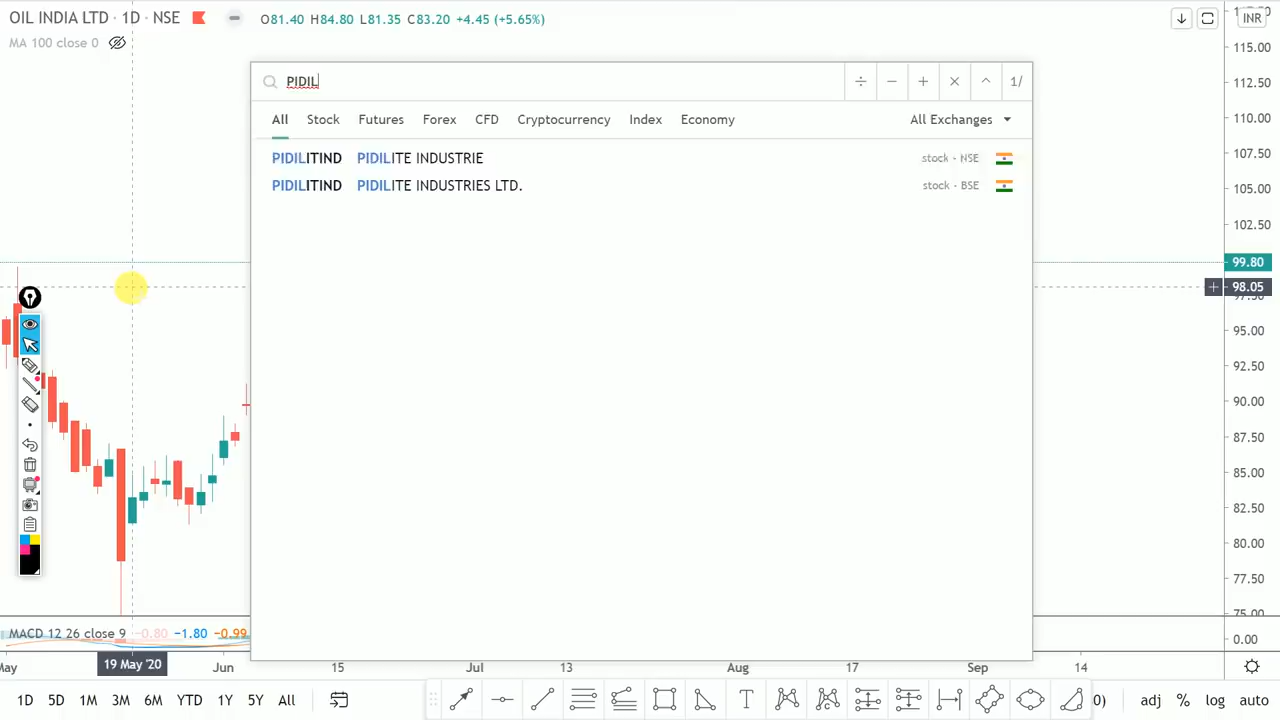 OIL INDIA LTD · 1D · NSE O81.40 H84.80 L81.35 C83.20 +4.45 (+5.65%)
INR
MA 100 close 0
PIDIL
1/
All Stock Futures Forex CFD Cryptocurrency Index Economy All Exchanges
PIDILITIND PIDILITE INDUSTRIE stock - NSE
PIDILITIND PIDILITE INDUSTRIES LTD. stock - BSE
115.00
112.50
110.00
107.50
105.00
102.50
99.80
98.05
95.00
92.50
90.00
87.50
85.00
82.50
80.00
77.50
75.00
MACD 12 26 close 9 -0.80 -1.80 -0.99
0.00
May 19 May '20 Jun 15 Jul 13 Aug 17 Sep 14
1D 5D 1M 3M 6M YTD 1Y 5Y All T 0) adj % log auto